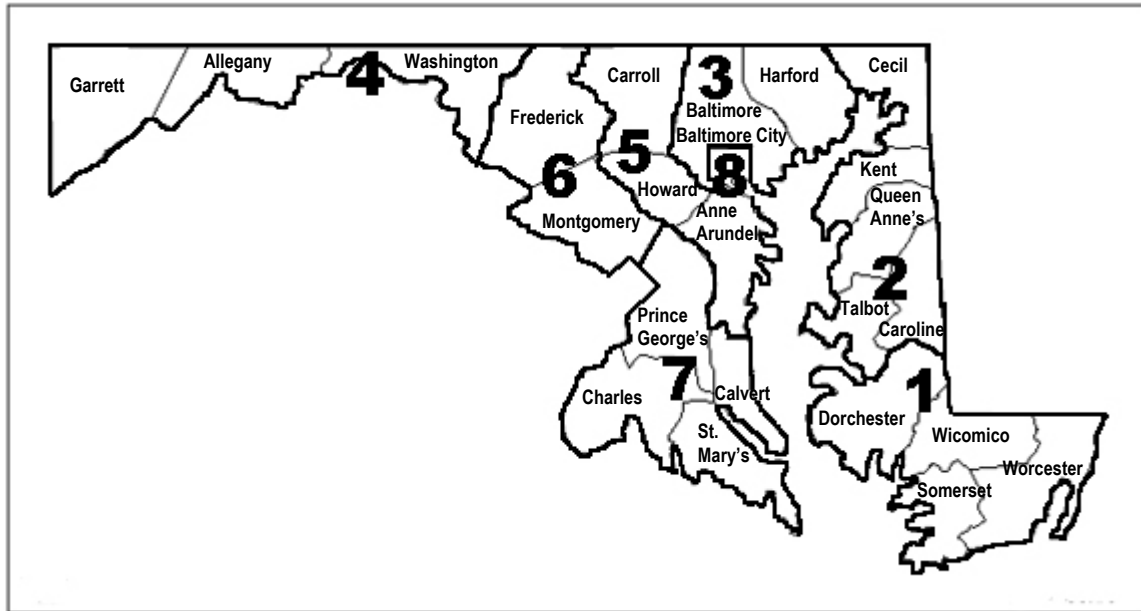 Garrett
Allegany
4
Washington
Frederick
Carroll
3
Harford
Cecil
Baltimore
Baltimore City
5
6
8
Howard
Montgomery
Anne
Arundel
Kent
Queen
Anne's
2
Talbot
Caroline
Prince
George's
7
Charles
Calvert
St.
Mary's
1
Dorchester
Wicomico
Worcester
Somerset